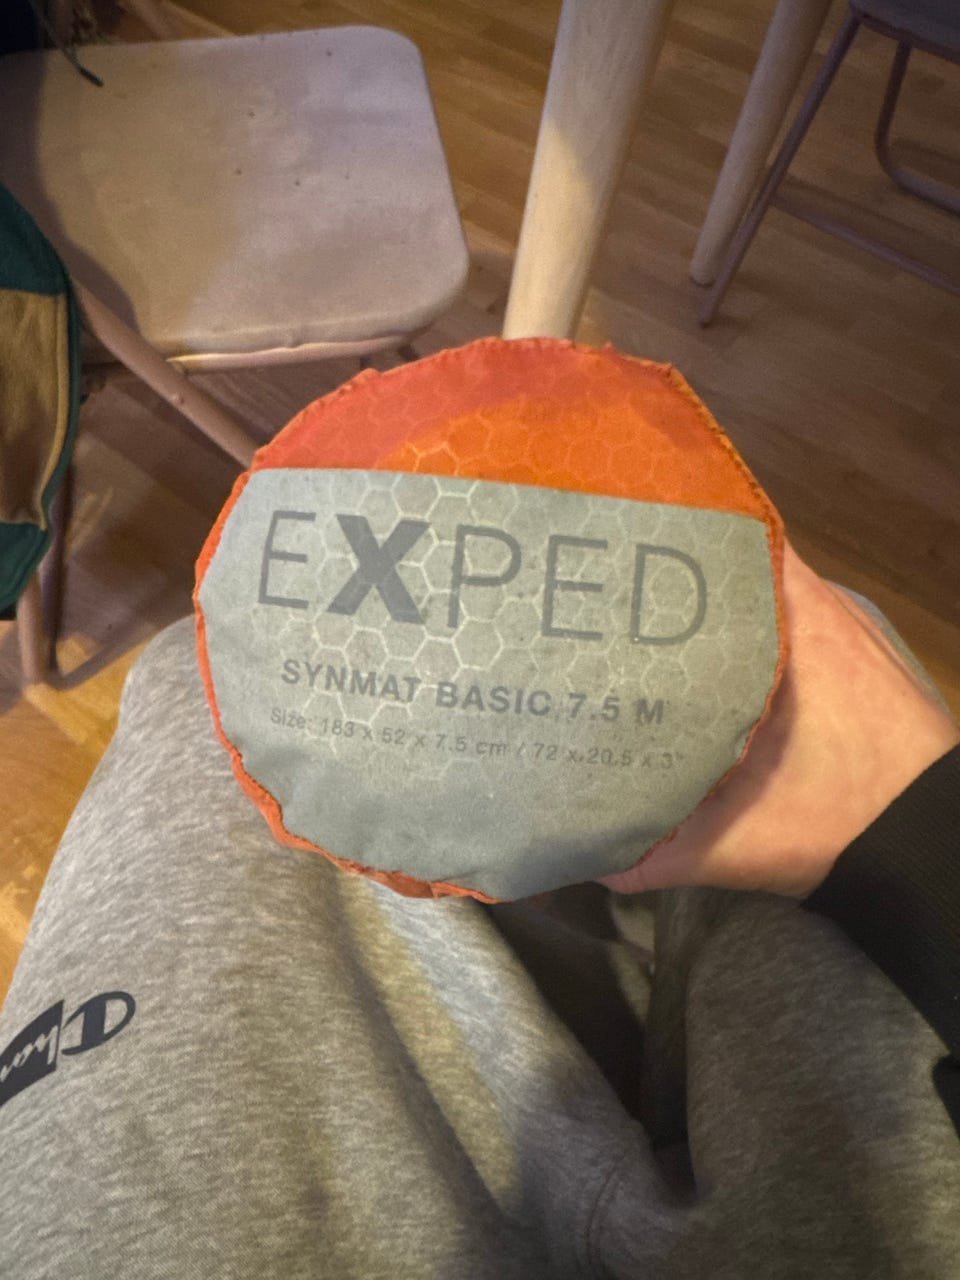 EXPED
SYNMAT BASIC 7.5 M
Size: 183 x 52 x 7.5 cm / 72 x 20.5 x 3"